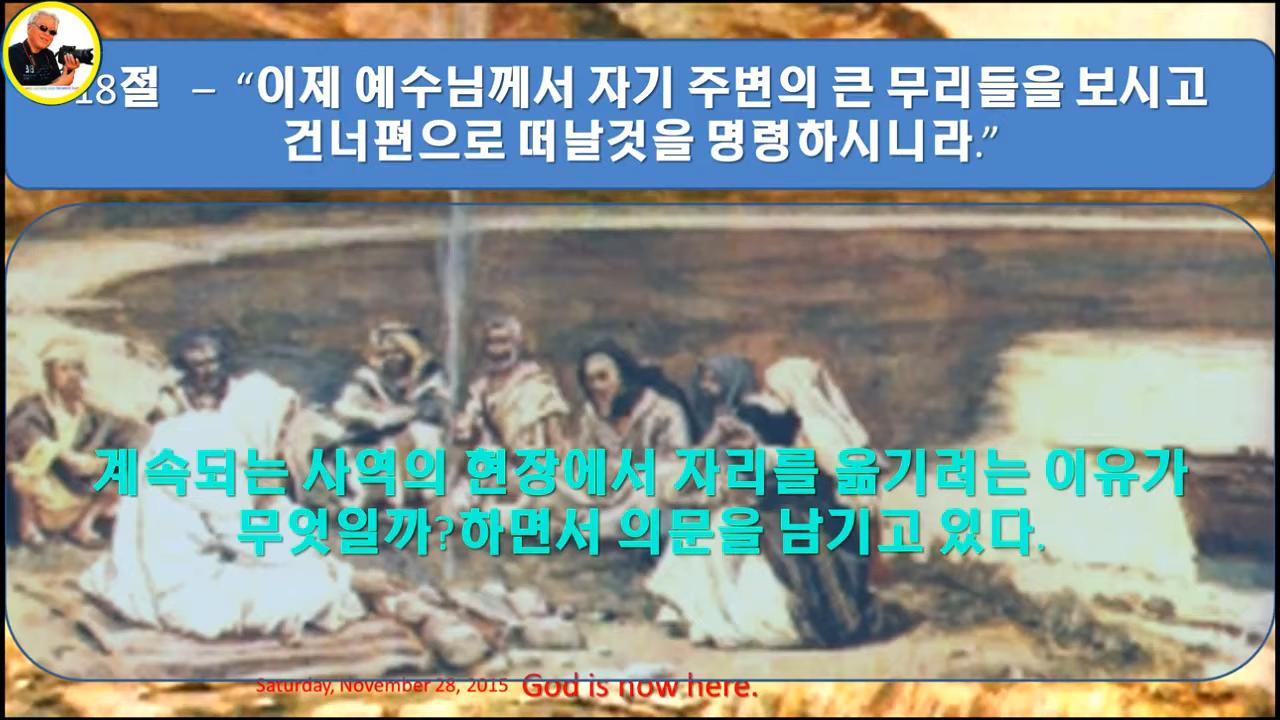 18절 – “이제 예수님께서 자기 주변의 큰 무리들을 보시고
건너편으로 떠날것을 명령하시니라.”
계속되는 사역의 현장에서 자리를 옮기려는 이유가
무엇일까?하면서 의문을 남기고 있다.
Saturday, November 28, 2015 God is now here.